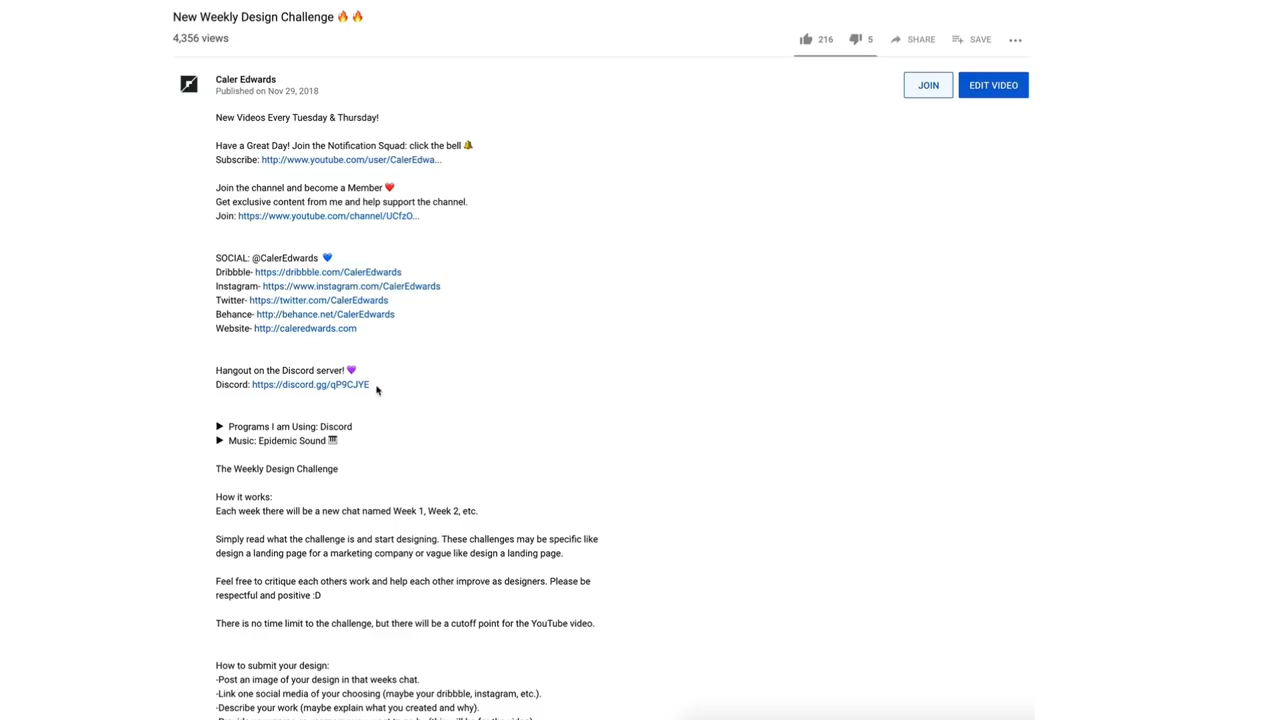 New Weekly Design Challenge 🔥 🔥
4,356 views
216 5 SHARE SAVE
Caler Edwards
Published on Nov 29, 2018
JOIN EDIT VIDEO
New Videos Every Tuesday & Thursday!
Have a Great Day! Join the Notification Squad: click the bell 🔔
Subscribe: http://www.youtube.com/user/CalerEdwa...
Join the channel and become a Member ❤️
Get exclusive content from me and help support the channel.
Join: https://www.youtube.com/channel/UCfzO...
SOCIAL: @CalerEdwards 💙
Dribbble- https://dribbble.com/CalerEdwards
Instagram- https://www.instagram.com/CalerEdwards
Twitter- https://twitter.com/CalerEdwards
Behance- http://behance.net/CalerEdwards
Website- http://caleredwards.com
Hangout on the Discord server! 💜
Discord: https://discord.gg/qP9CJYE
▶ Programs I am Using: Discord
▶ Music: Epidemic Sound 🎹
The Weekly Design Challenge
How it works:
Each week there will be a new chat named Week 1, Week 2, etc.
Simply read what the challenge is and start designing. These challenges may be specific like
design a landing page for a marketing company or vague like design a landing page.
Feel free to critique each others work and help each other improve as designers. Please be
respectful and positive :D
There is no time limit to the challenge, but there will be a cutoff point for the YouTube video.
How to submit your design:
-Post an image of your design in that weeks chat.
-Link one social media of your choosing (maybe your dribbble, instagram, etc.).
-Describe your work (maybe explain what you created and why).